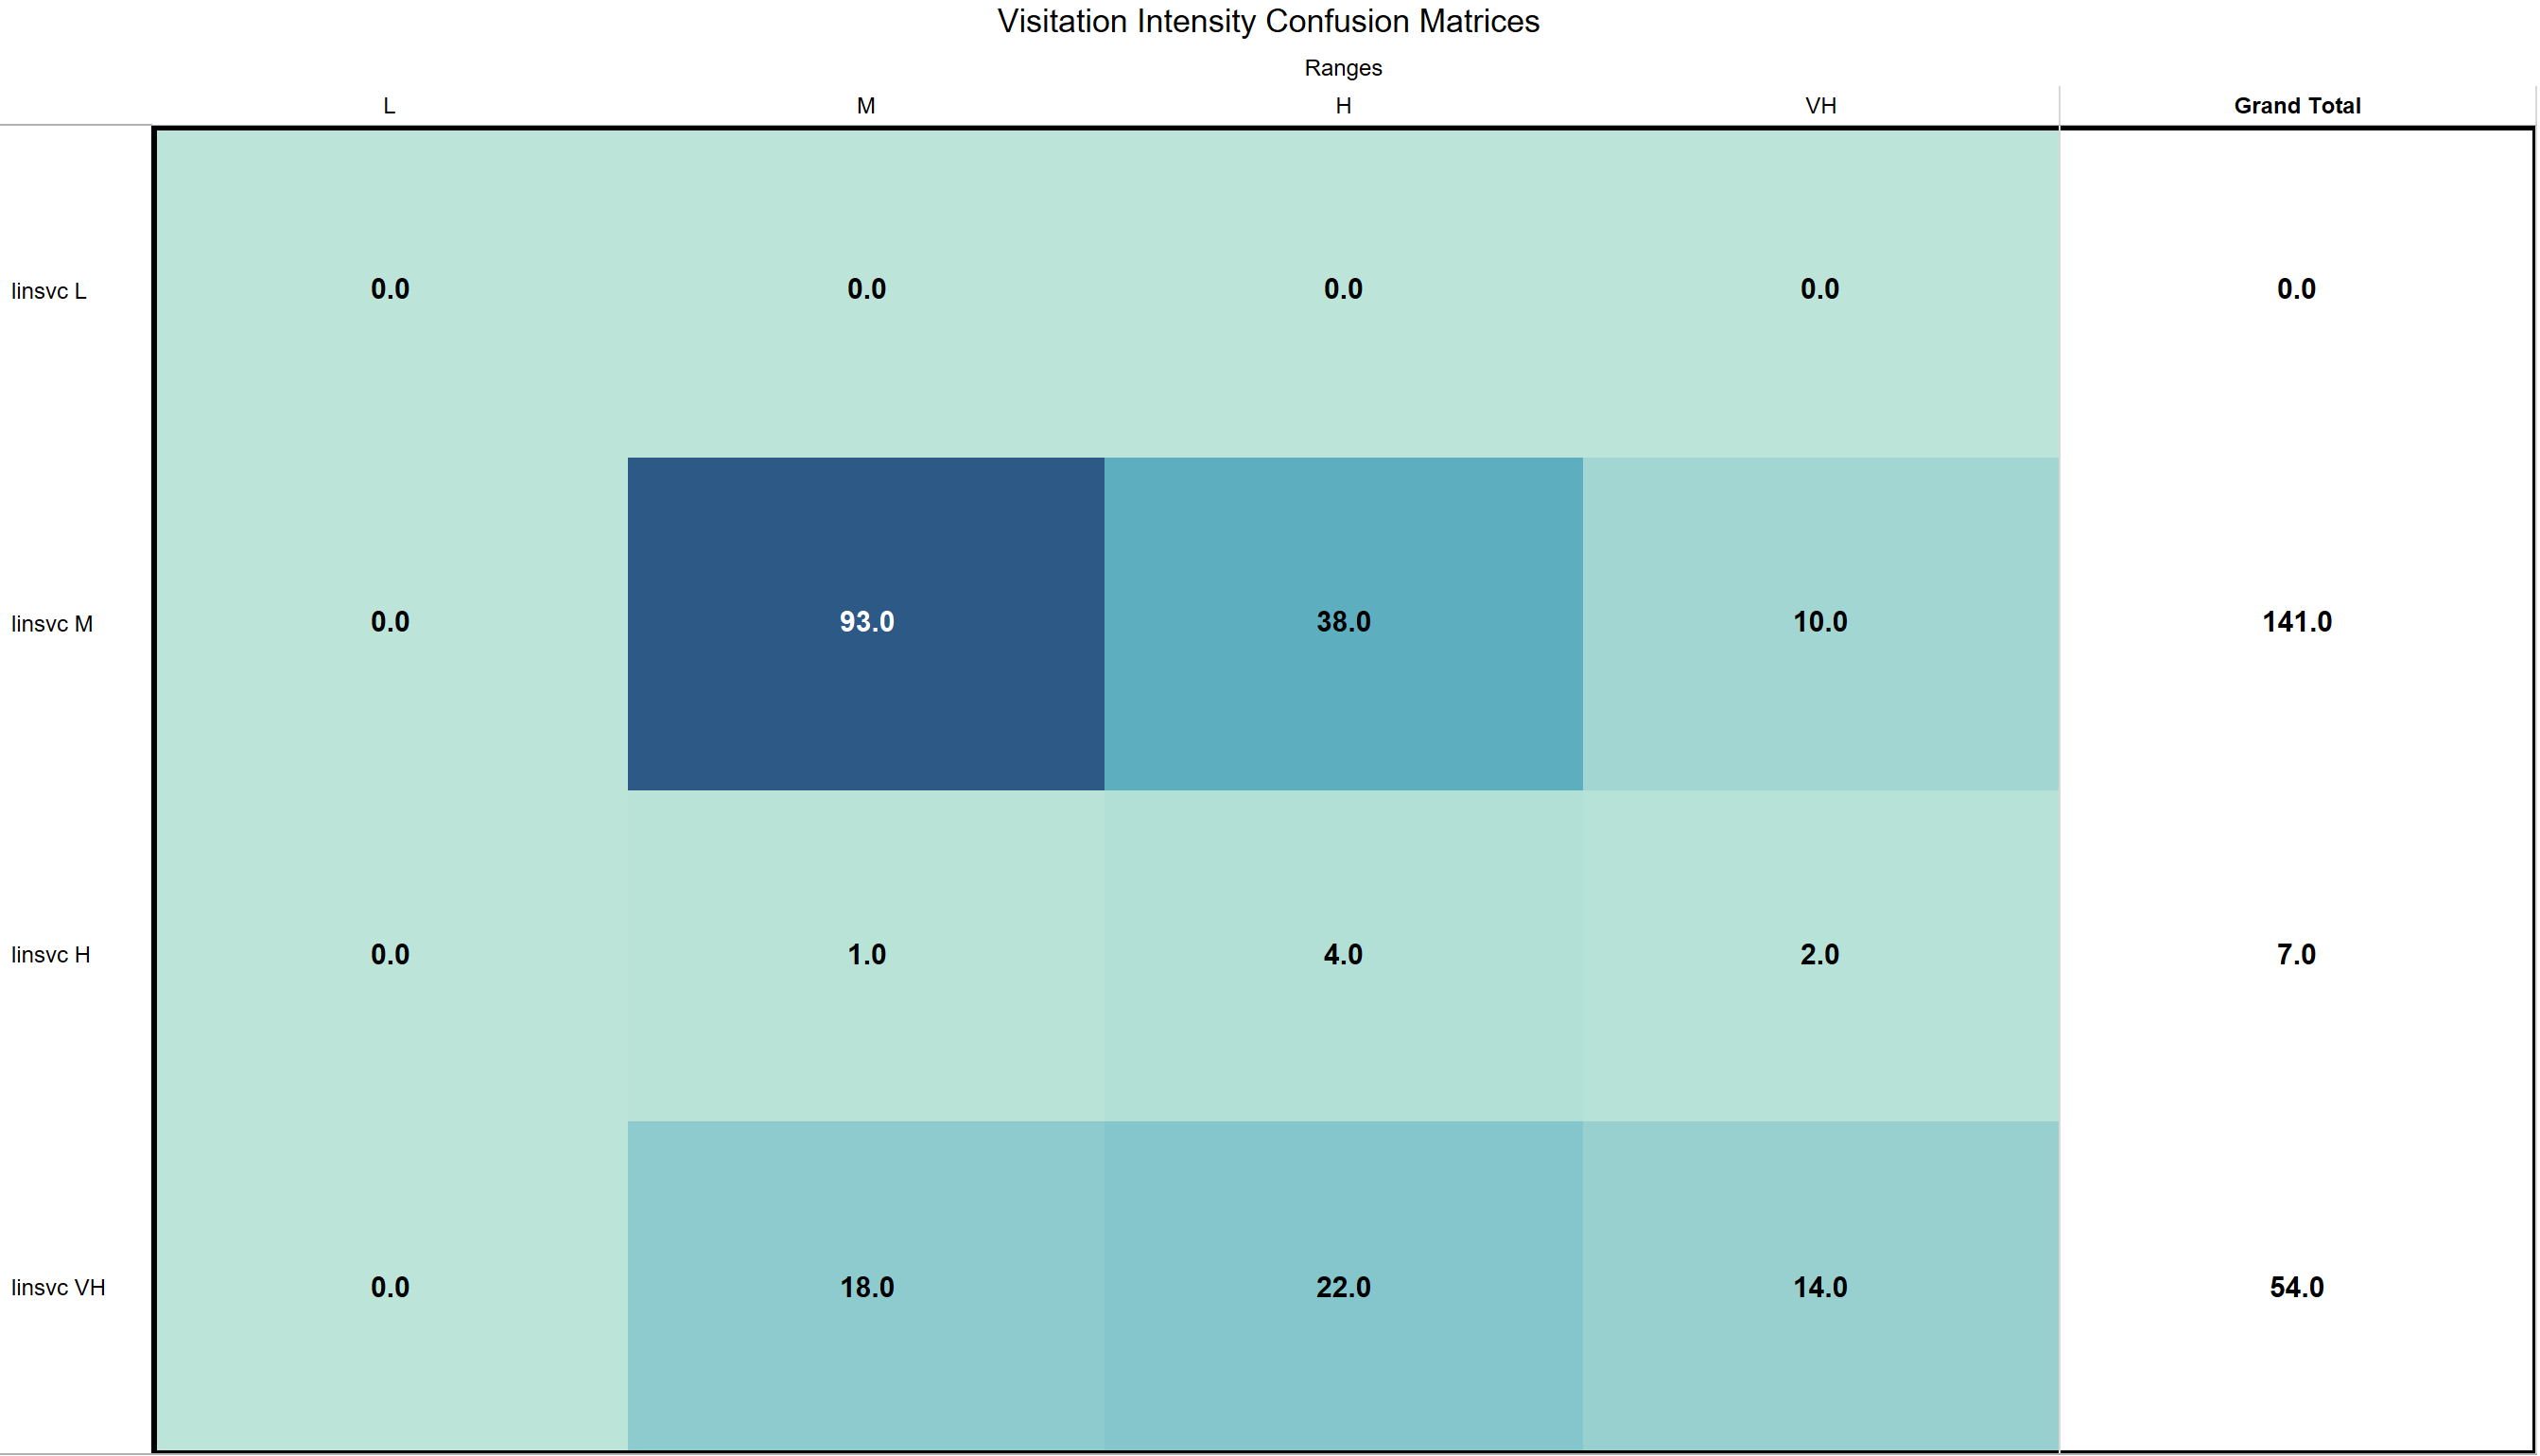 Visitation Intensity Confusion Matrices
Ranges
L M H VH Grand Total
linsvc L 0.0 0.0 0.0 0.0 0.0
linsvc M 0.0 93.0 38.0 10.0 141.0
linsvc H 0.0 1.0 4.0 2.0 7.0
linsvc VH 0.0 18.0 22.0 14.0 54.0